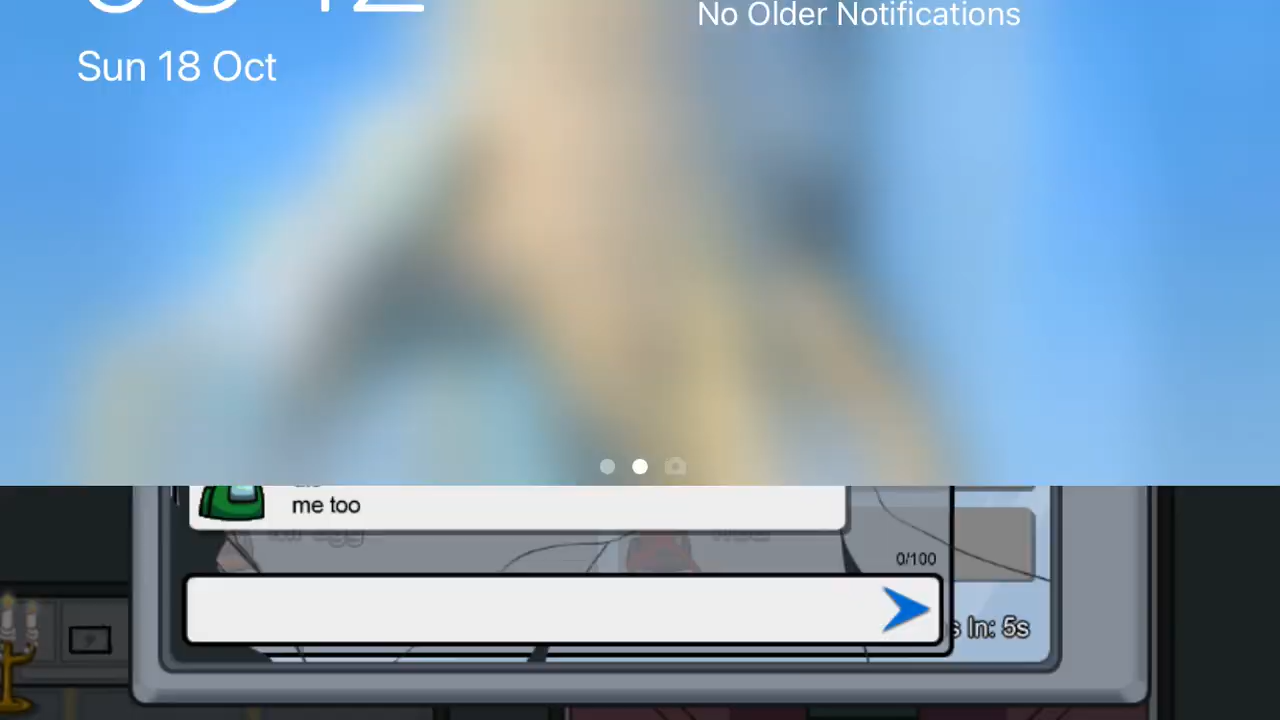 No Older Notifications
Sun 18 Oct
me too
0/100
In: 5s